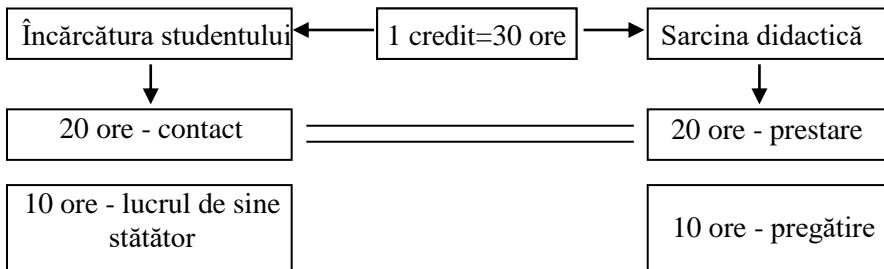 Încărcătura studentului
1 credit=30 ore
Sarcina didactică
20 ore - contact
20 ore - prestare
10 ore - lucrul de sine
stătător
10 ore - pregătire